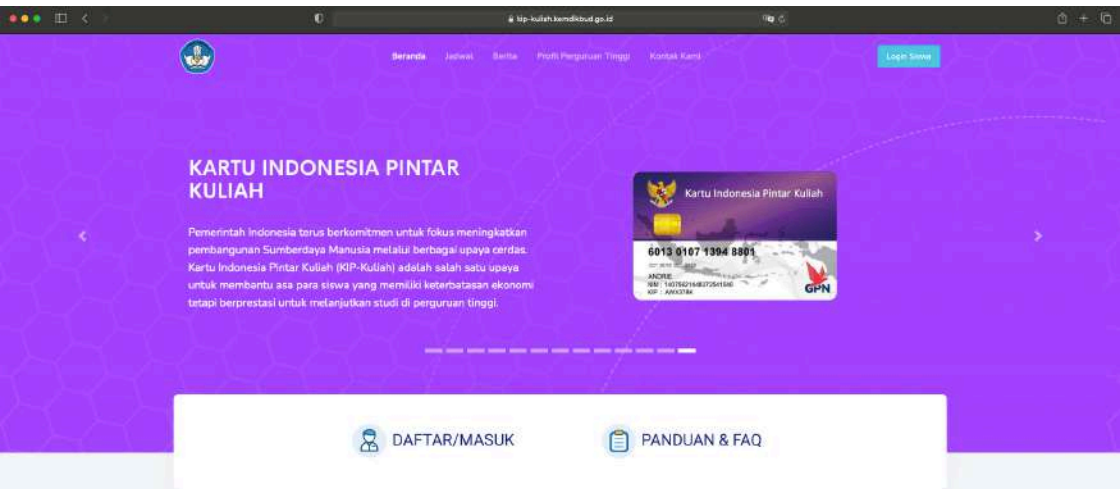 kip-kuliah.kemdikbud.go.id
Beranda Jadwal Berita Profil Perguruan Tinggi Kontak Kami Login Siswa
KARTU INDONESIA PINTAR
KULIAH
Pemerintah Indonesia terus berkomitmen untuk fokus meningkatkan
pembangunan Sumberdaya Manusia melalui berbagai upaya cerdas.
Kartu Indonesia Pintar Kuliah (KIP-Kuliah) adalah salah satu upaya
untuk membantu asa para siswa yang memiliki keterbatasan ekonomi
tetapi berprestasi untuk melanjutkan studi di perguruan tinggi.
Kartu Indonesia Pintar Kuliah
6013 0107 1394 8801
ANDRIE
NIM :
KIP :
GPN
DAFTAR/MASUK
PANDUAN & FAQ